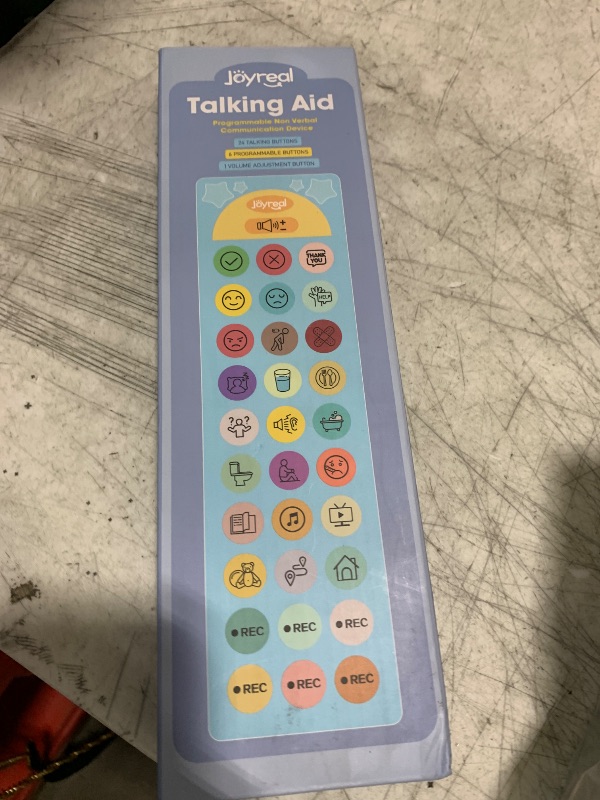 Joyreal
Talking Aid
Programmable Non Verbal
Communication Device
24 TALKING BUTTONS
6 PROGRAMMABLE BUTTONS
1 VOLUME ADJUSTMENT BUTTON
Joyreal
THANK
YOU
HELP
REC
REC
REC
REC
REC
REC